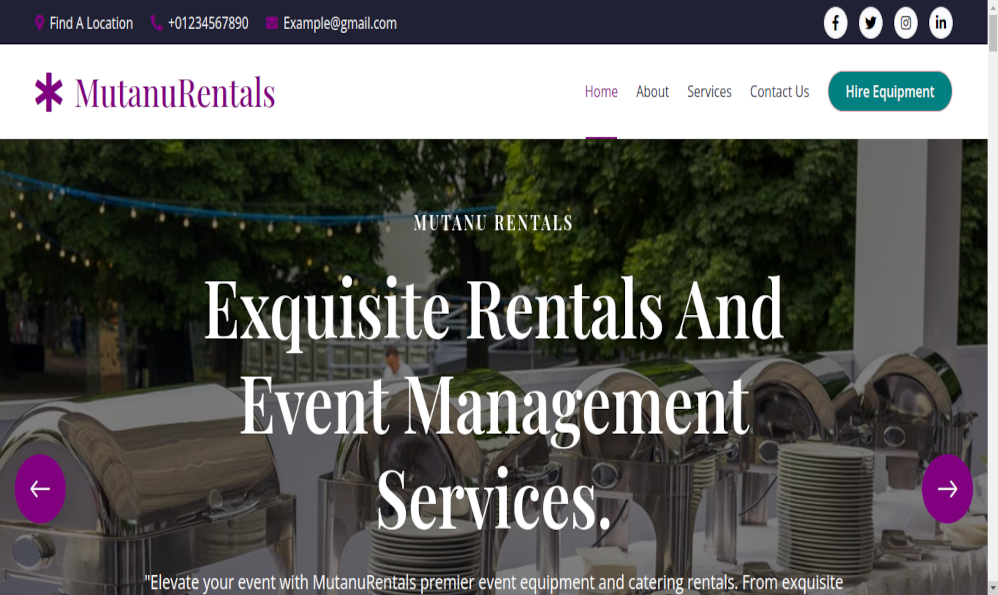 Find A Location +01234567890 Example@gmail.com
MutanuRentals Home About Services Contact Us Hire Equipment
MUTANU RENTALS
Exquisite Rentals And
Event Management
Services.
"Elevate your event with MutanuRentals premier event equipment and catering rentals. From exquisite